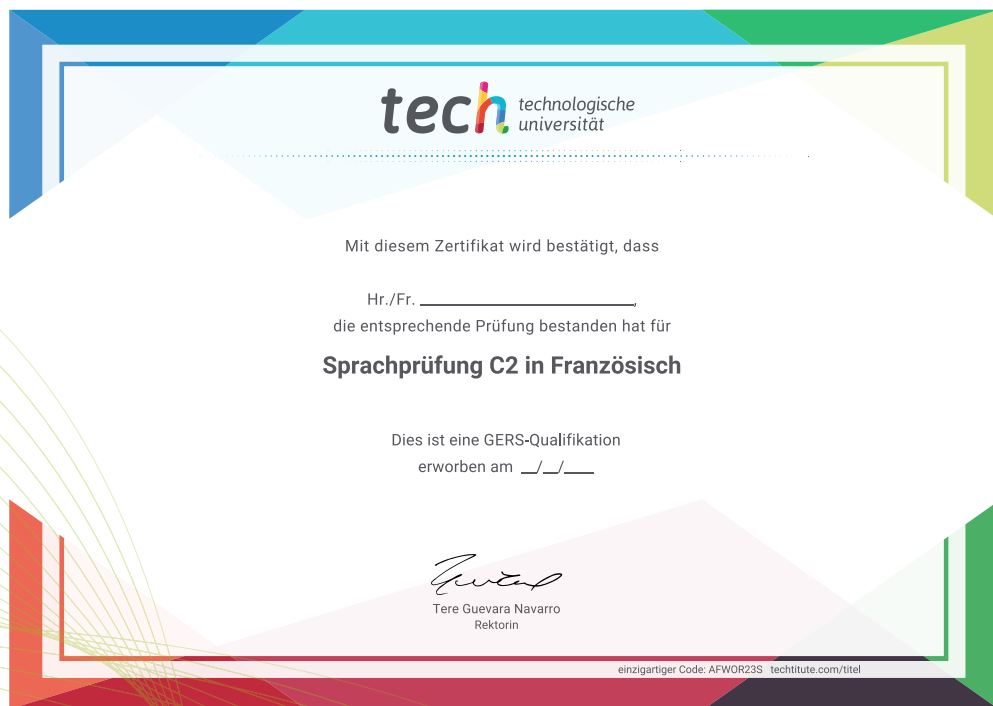 tech technologische
universität
Mit diesem Zertifikat wird bestätigt, dass
Hr./Fr. ____________________,
die entsprechende Prüfung bestanden hat für
Sprachprüfung C2 in Französisch
Dies ist eine GERS-Qualifikation
erworben am __/__/____
Tere Guevara Navarro
Rektorin
einzigartiger Code: AFWOR23S techtitute.com/titel